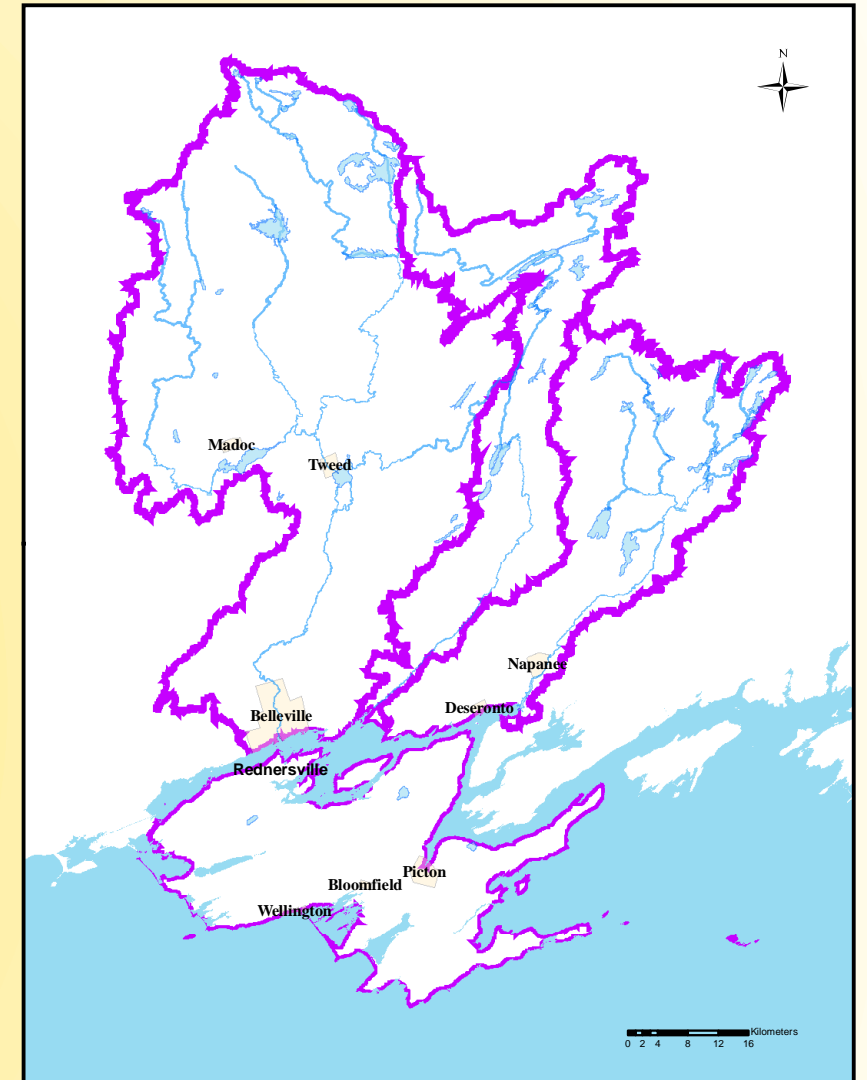 N
Madoc
Tweed
Napanee
Deseronto
Belleville
Rednersville
Picton
Bloomfield
Wellington
Kilometers
0 2 4 8 12 16